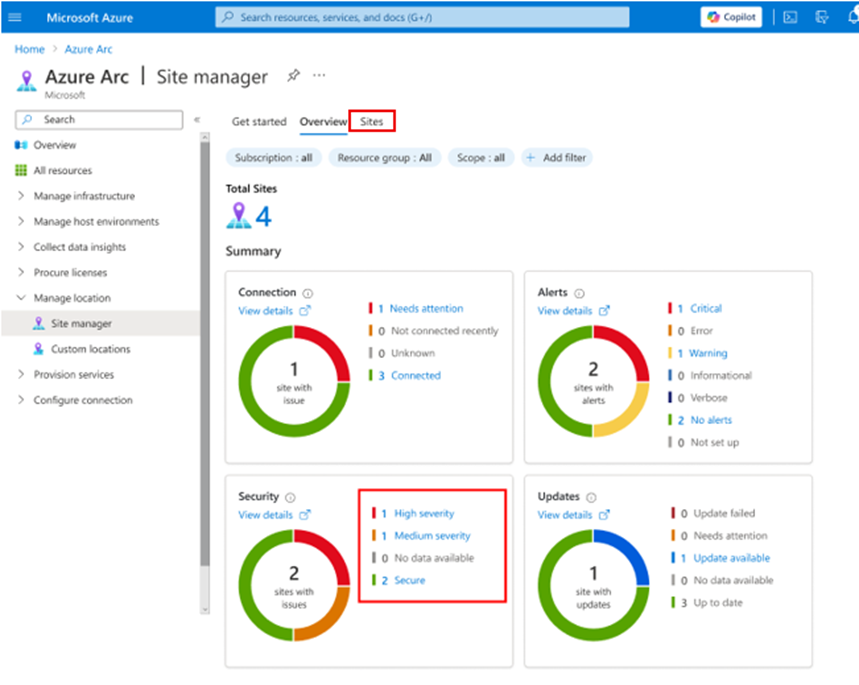 Microsoft Azure
Search resources, services, and docs (G+/)
Copilot
Home > Azure Arc
Azure Arc | Site manager
Microsoft
Search
Overview
All resources
Manage infrastructure
Manage host environments
Collect data insights
Procure licenses
Manage location
Site manager
Custom locations
Provision services
Configure connection
Get started Overview Sites
Subscription : all Resource group : All Scope : all + Add filter
Total Sites
4
Summary
Connection
View details
1
site with
issue
1 Needs attention
0 Not connected recently
0 Unknown
3 Connected
Alerts
View details
2
sites with
alerts
1 Critical
0 Error
1 Warning
0 Informational
0 Verbose
2 No alerts
0 Not set up
Security
View details
2
sites with
issues
1 High severity
1 Medium severity
0 No data available
2 Secure
Updates
View details
1
site with
updates
0 Update failed
0 Needs attention
1 Update available
0 No data available
3 Up to date